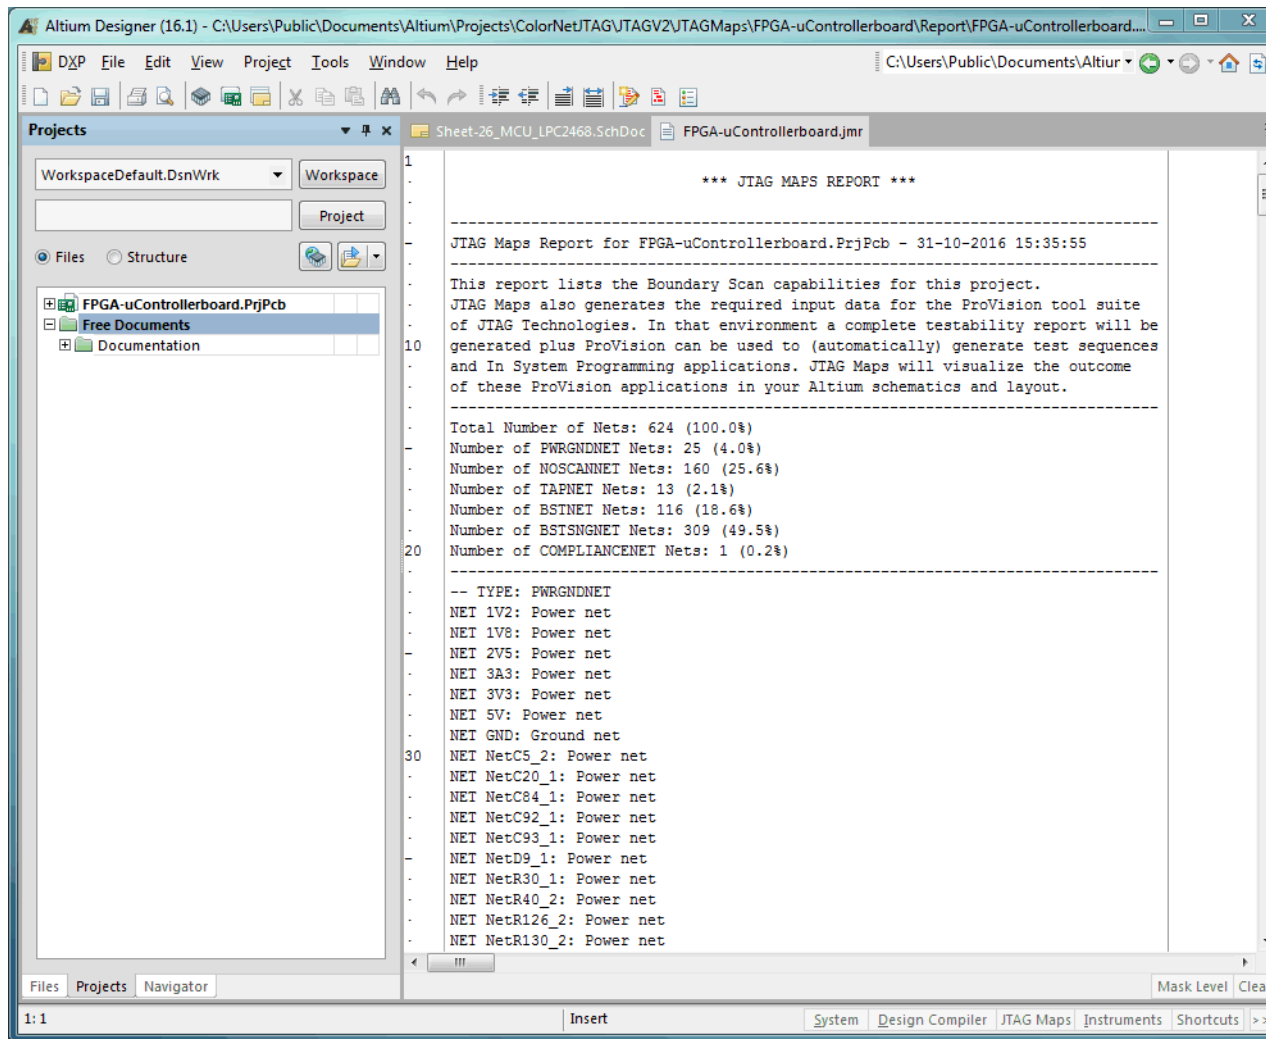 Altium Designer (16.1) - C:\Users\Public\Documents\Altium\Projects\ColorNetJTAG\JTAGV2\JTAGMaps\FPGA-uControllerboard\Report\FPGA-uControllerboard....
DXP File Edit View Project Tools Window Help C:\Users\Public\Documents\Altiur
Projects
Sheet-26_MCU_LPC2468.SchDoc FPGA-uControllerboard.jmr
WorkspaceDefault.DsnWrk Workspace
Project
Files Structure
FPGA-uControllerboard.PrjPcb
Free Documents
Documentation
1
*** JTAG MAPS REPORT ***
--------------------------------------------------------------------------------
JTAG Maps Report for FPGA-uControllerboard.PrjPcb - 31-10-2016 15:35:55
--------------------------------------------------------------------------------
This report lists the Boundary Scan capabilities for this project.
JTAG Maps also generates the required input data for the ProVision tool suite
of JTAG Technologies. In that environment a complete testability report will be
10 generated plus ProVision can be used to (automatically) generate test sequences
and In System Programming applications. JTAG Maps will visualize the outcome
of these ProVision applications in your Altium schematics and layout.
--------------------------------------------------------------------------------
Total Number of Nets: 624 (100.0%)
Number of PWRGNDNET Nets: 25 (4.0%)
Number of NOSCANNET Nets: 160 (25.6%)
Number of TAPNET Nets: 13 (2.1%)
Number of BSTNET Nets: 116 (18.6%)
Number of BSTSNGNET Nets: 309 (49.5%)
20 Number of COMPLIANCENET Nets: 1 (0.2%)
--------------------------------------------------------------------------------
-- TYPE: PWRGNDNET
NET 1V2: Power net
NET 1V8: Power net
NET 2V5: Power net
NET 3A3: Power net
NET 3V3: Power net
NET 5V: Power net
NET GND: Ground net
30 NET NetC5_2: Power net
NET NetC20_1: Power net
NET NetC84_1: Power net
NET NetC92_1: Power net
NET NetC93_1: Power net
NET NetD9_1: Power net
NET NetR30_1: Power net
NET NetR40_2: Power net
NET NetR126_2: Power net
NET NetR130_2: Power net
Files Projects Navigator
Mask Level Clea
1:1 Insert System Design Compiler JTAG Maps Instruments Shortcuts >>